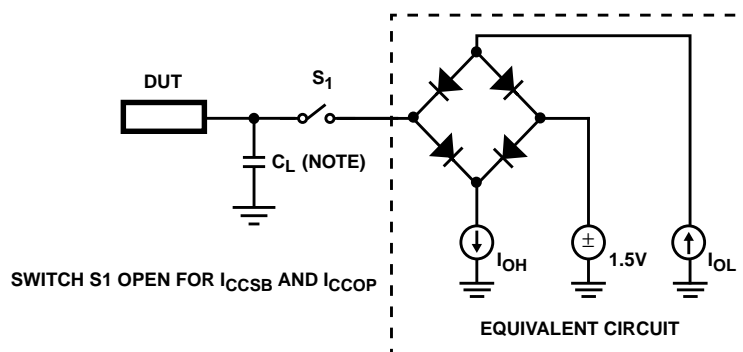 DUT
S1
CL (NOTE)
IOH
±
1.5V
IOL
SWITCH S1 OPEN FOR ICCSB AND ICCOP
EQUIVALENT CIRCUIT